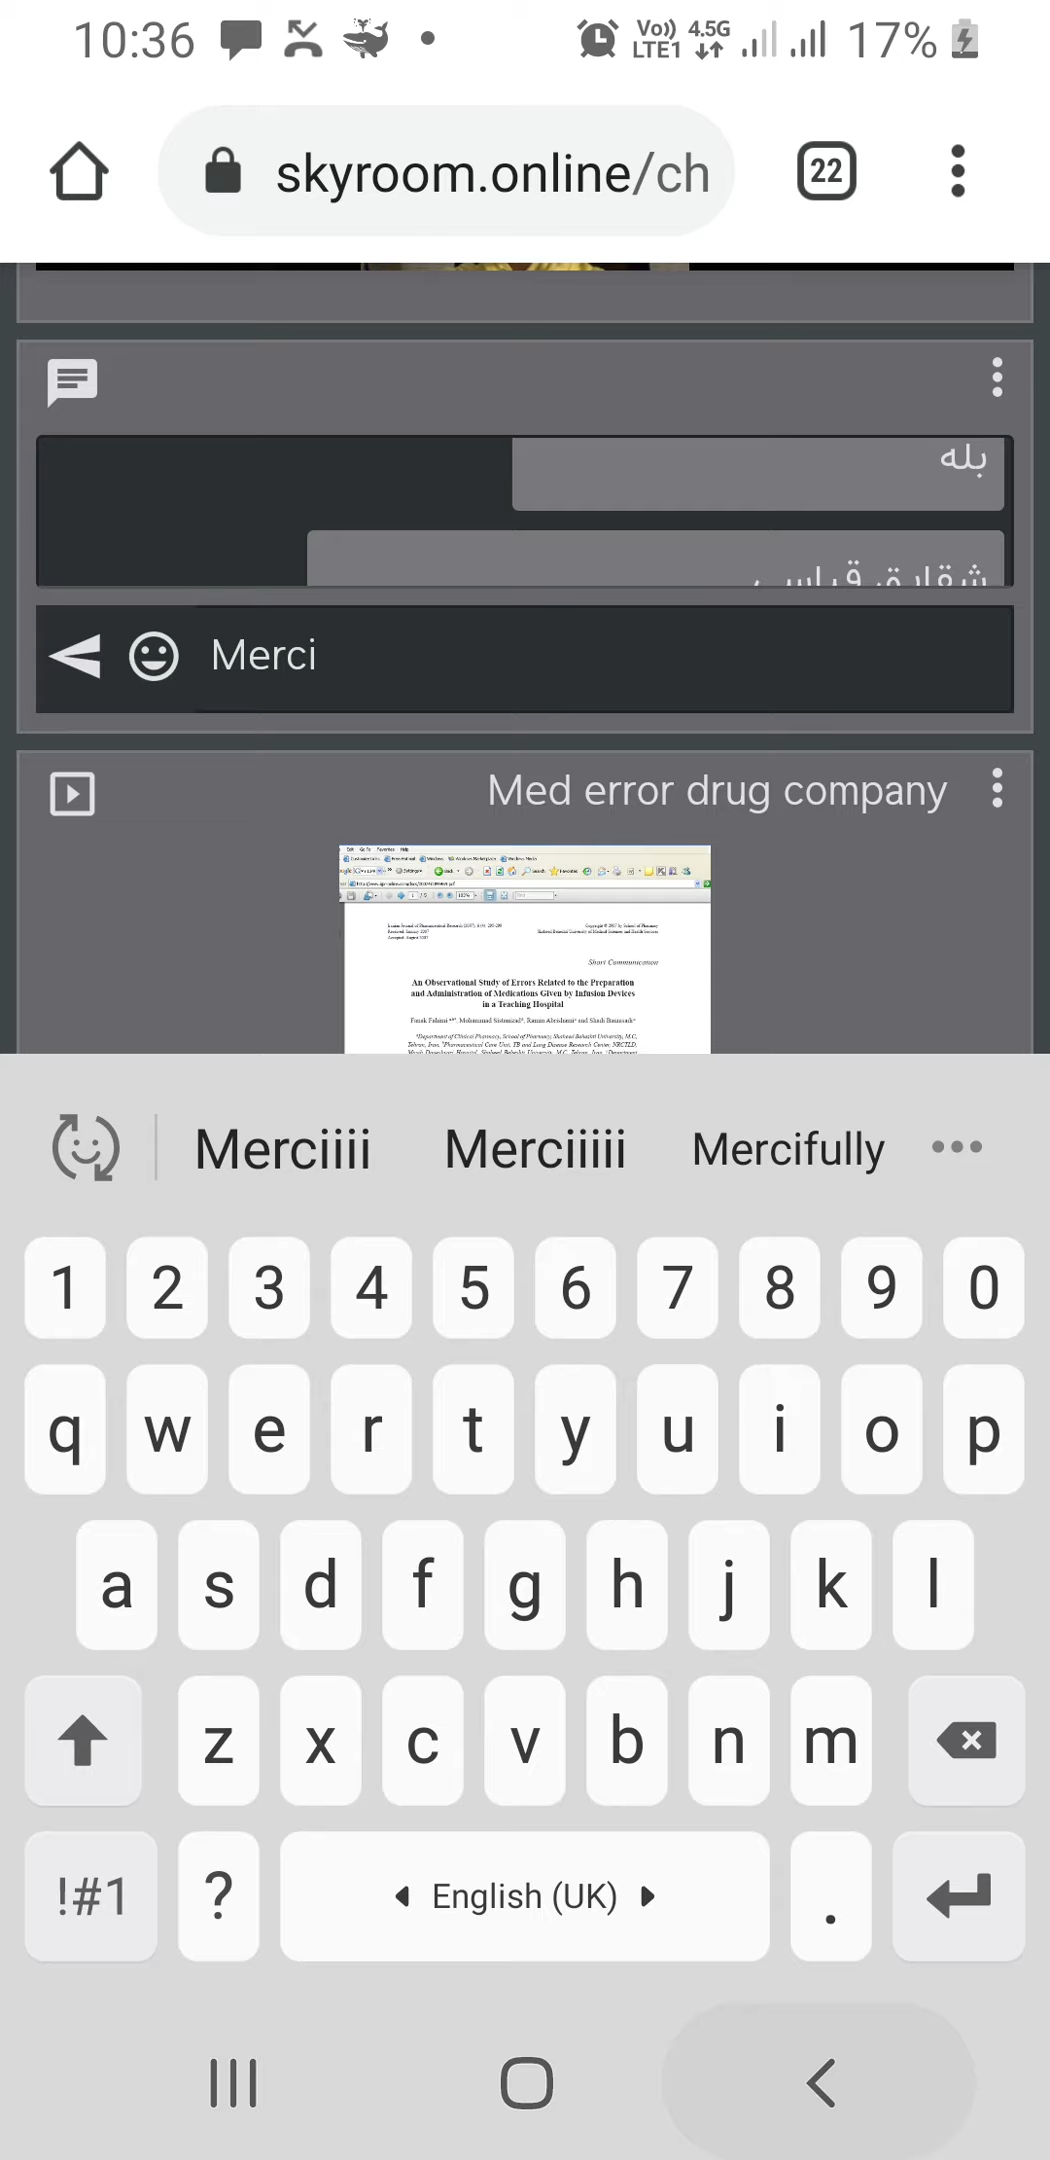 10:36
Vo)) LTE1 4.5G 17%
skyroom.online/ch
22
بله
Merci
Med error drug company
Short Communication
An Observational Study of Errors Related to the Preparation
and Administration of Medications Given by Infusion Devices
in a Teaching Hospital
Merciiii Merciiiii Mercifully
1 2 3 4 5 6 7 8 9 0
q w e r t y u i o p
a s d f g h j k l
z x c v b n m
!#1 ? English (UK) .